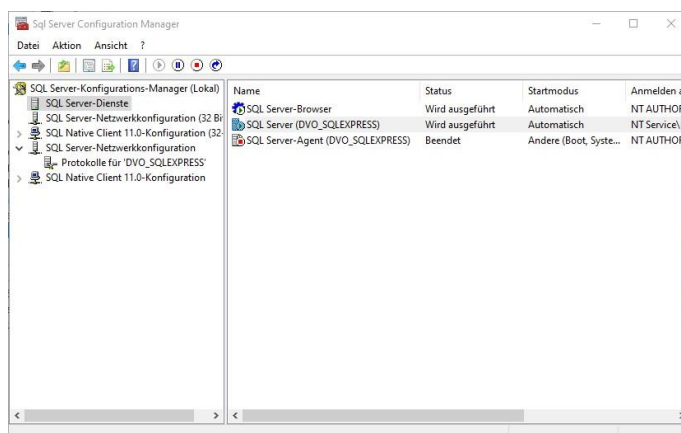 Sql Server Configuration Manager
Datei Aktion Ansicht ?
SQL Server-Konfigurations-Manager (Lokal)
SQL Server-Dienste
SQL Server-Netzwerkkonfiguration (32 Bi
SQL Native Client 11.0-Konfiguration (32-
SQL Server-Netzwerkkonfiguration
Protokolle für 'DVO_SQLEXPRESS'
SQL Native Client 11.0-Konfiguration
Name Status Startmodus Anmelden a
SQL Server-Browser Wird ausgeführt Automatisch NT AUTHOR
SQL Server (DVO_SQLEXPRESS) Wird ausgeführt Automatisch NT Service\
SQL Server-Agent (DVO_SQLEXPRESS) Beendet Andere (Boot, Syste... NT AUTHOR